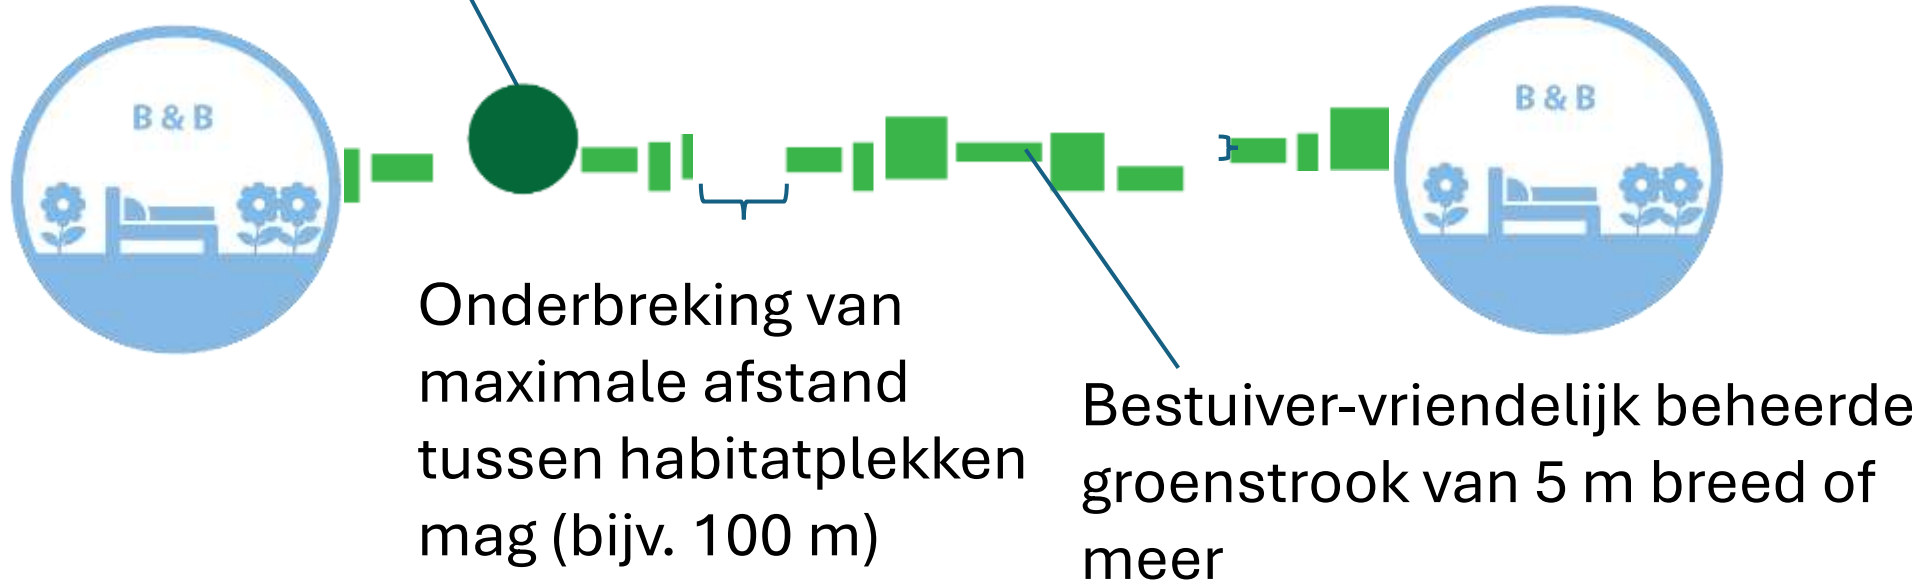 B & B
B & B
Onderbreking van
maximale afstand
tussen habitatplekken
mag (bijv. 100 m)
Bestuiver-vriendelijk beheerde
groenstrook van 5 m breed of
meer